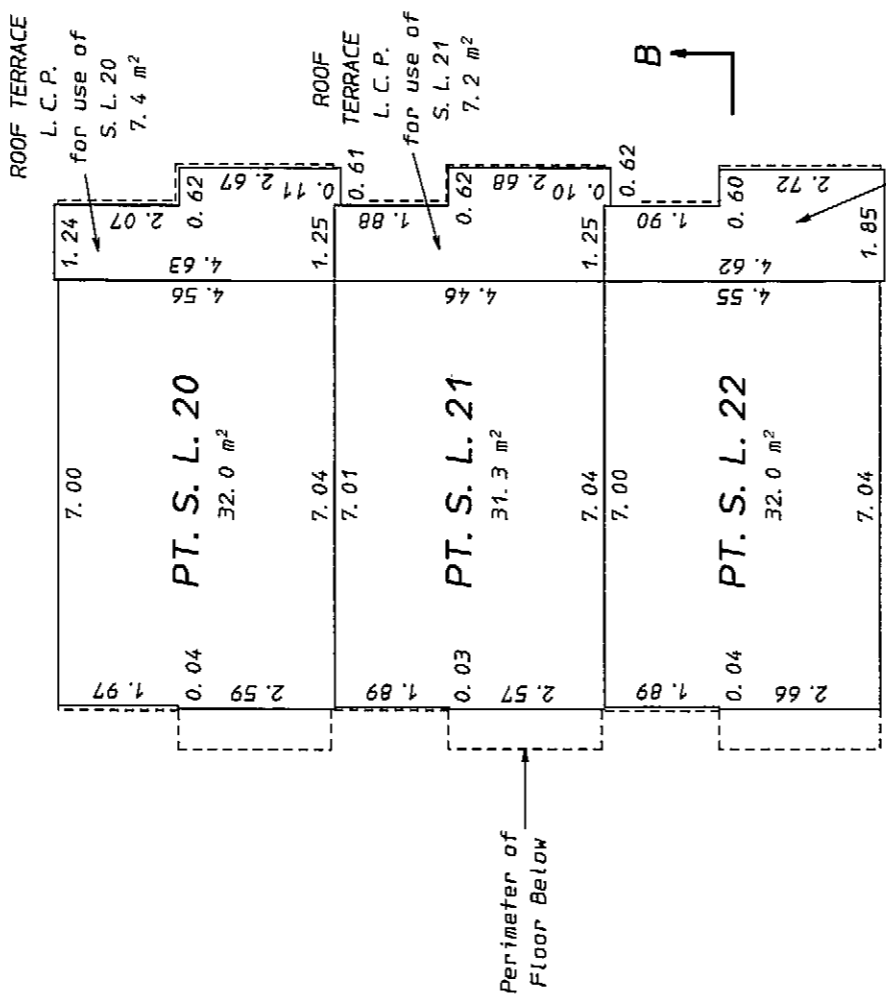 ROOF TERRACE
L. C. P.
for use of
S. L. 20
7.4 m²
1.24
2.07
0.62
2.67
0.11
4.63
1.25
7.00
4.56
PT. S. L. 20
32.0 m²
1.97
0.04
2.59
7.04
ROOF
TERRACE
L. C. P.
for use of
S. L. 21
7.2 m²
0.61
1.88
0.62
2.68
0.10
1.25
7.01
4.46
PT. S. L. 21
31.3 m²
1.89
0.03
2.57
7.04
B
0.62
1.90
0.60
2.72
4.62
1.85
7.00
4.55
PT. S. L. 22
32.0 m²
1.89
0.04
2.66
7.04
Perimeter of
Floor Below